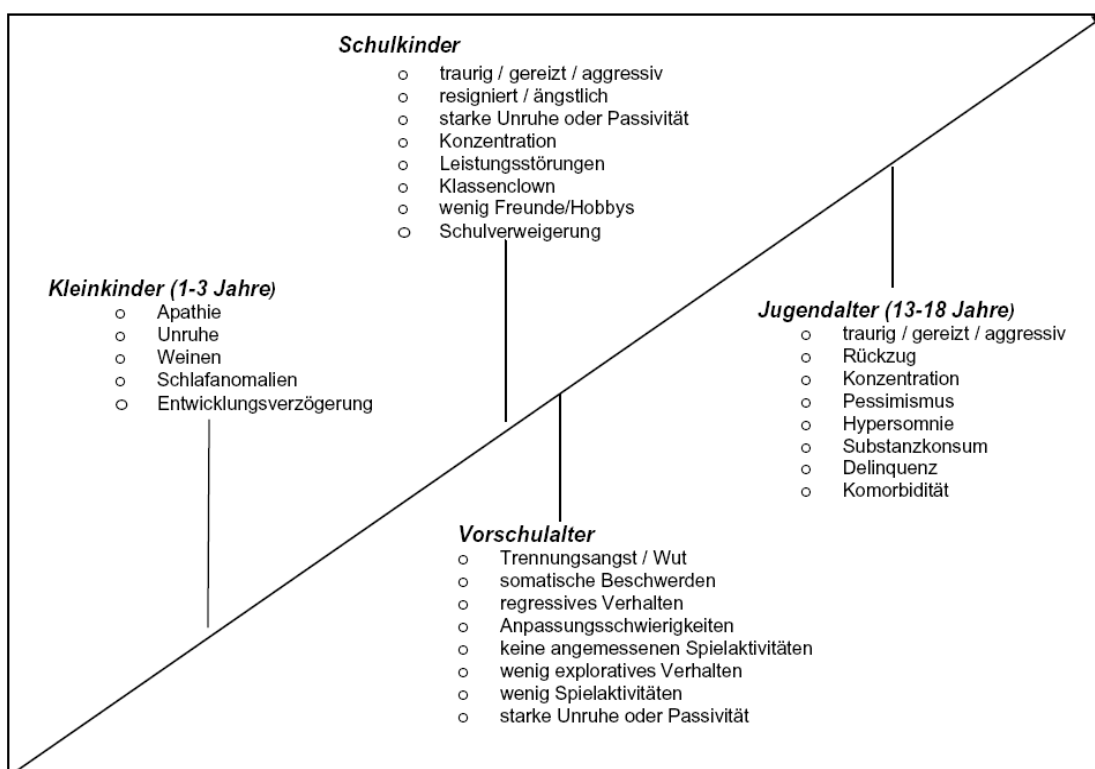 Schulkinder
o traurig / gereizt / aggressiv
o resigniert / ängstlich
o starke Unruhe oder Passivität
o Konzentration
o Leistungsstörungen
o Klassenclown
o wenig Freunde/Hobbys
o Schulverweigerung
Kleinkinder (1-3 Jahre)
o Apathie
o Unruhe
o Weinen
o Schlafanomalien
o Entwicklungsverzögerung
Jugendalter (13-18 Jahre)
o traurig / gereizt / aggressiv
o Rückzug
o Konzentration
o Pessimismus
o Hypersomnie
o Substanzkonsum
o Delinquenz
o Komorbidität
Vorschulalter
o Trennungsangst / Wut
o somatische Beschwerden
o regressives Verhalten
o Anpassungsschwierigkeiten
o keine angemessenen Spielaktivitäten
o wenig exploratives Verhalten
o wenig Spielaktivitäten
o starke Unruhe oder Passivität